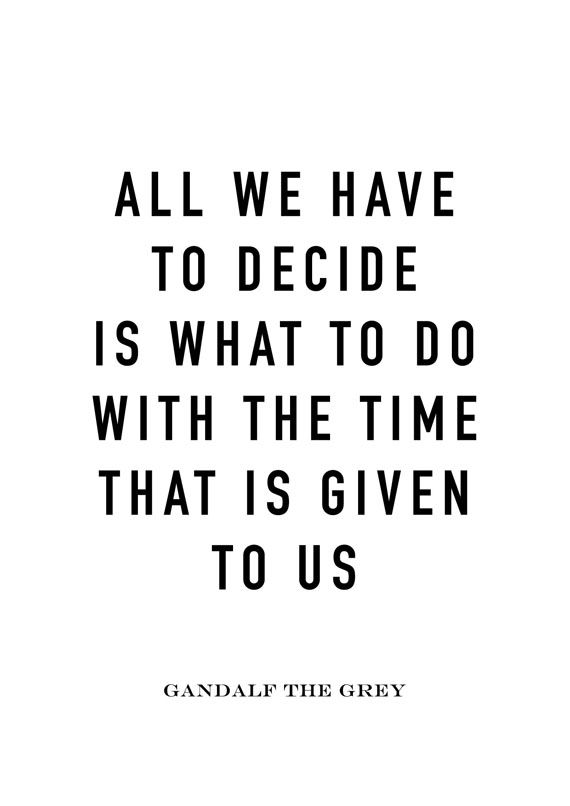 ALL WE HAVE
TO DECIDE
IS WHAT TO DO
WITH THE TIME
THAT IS GIVEN
TO US
GANDALF THE GREY